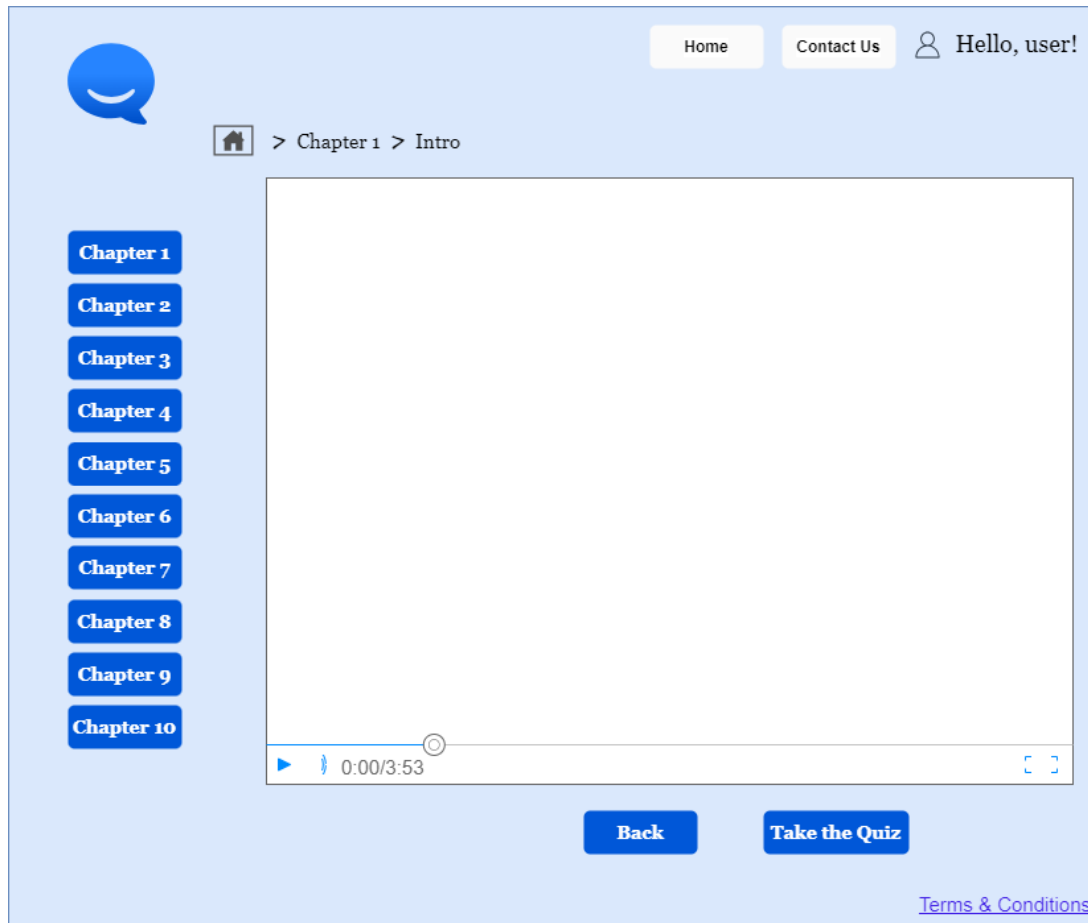 Home
Contact Us
Hello, user!
> Chapter 1 > Intro
Chapter 1
Chapter 2
Chapter 3
Chapter 4
Chapter 5
Chapter 6
Chapter 7
Chapter 8
Chapter 9
Chapter 10
0:00/3:53
Back
Take the Quiz
Terms & Conditions